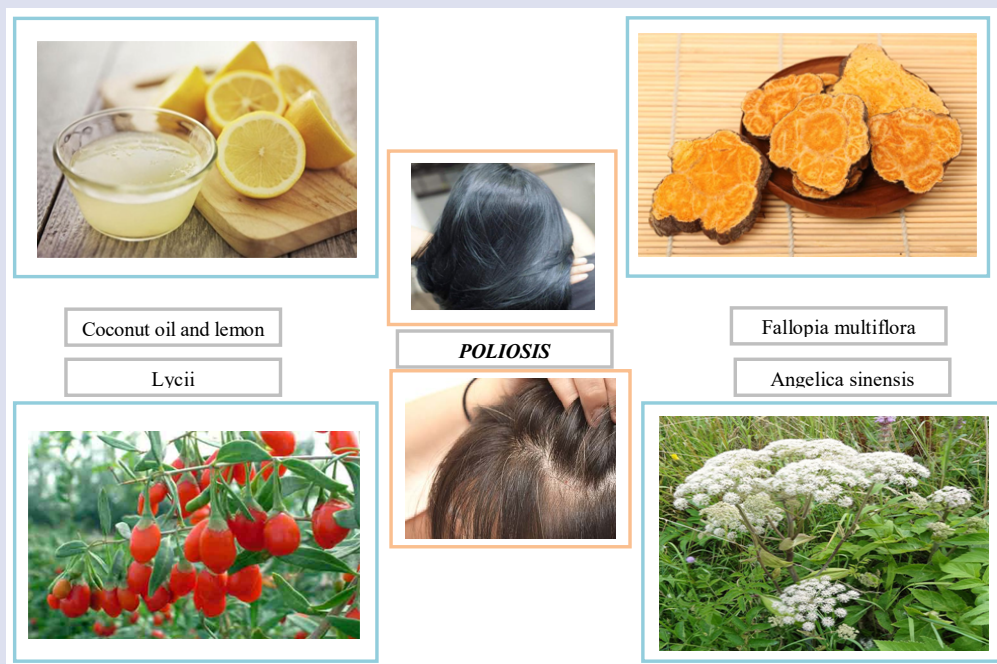 Coconut oil and lemon
Lycii
POLIOSIS
Fallopia multiflora
Angelica sinensis